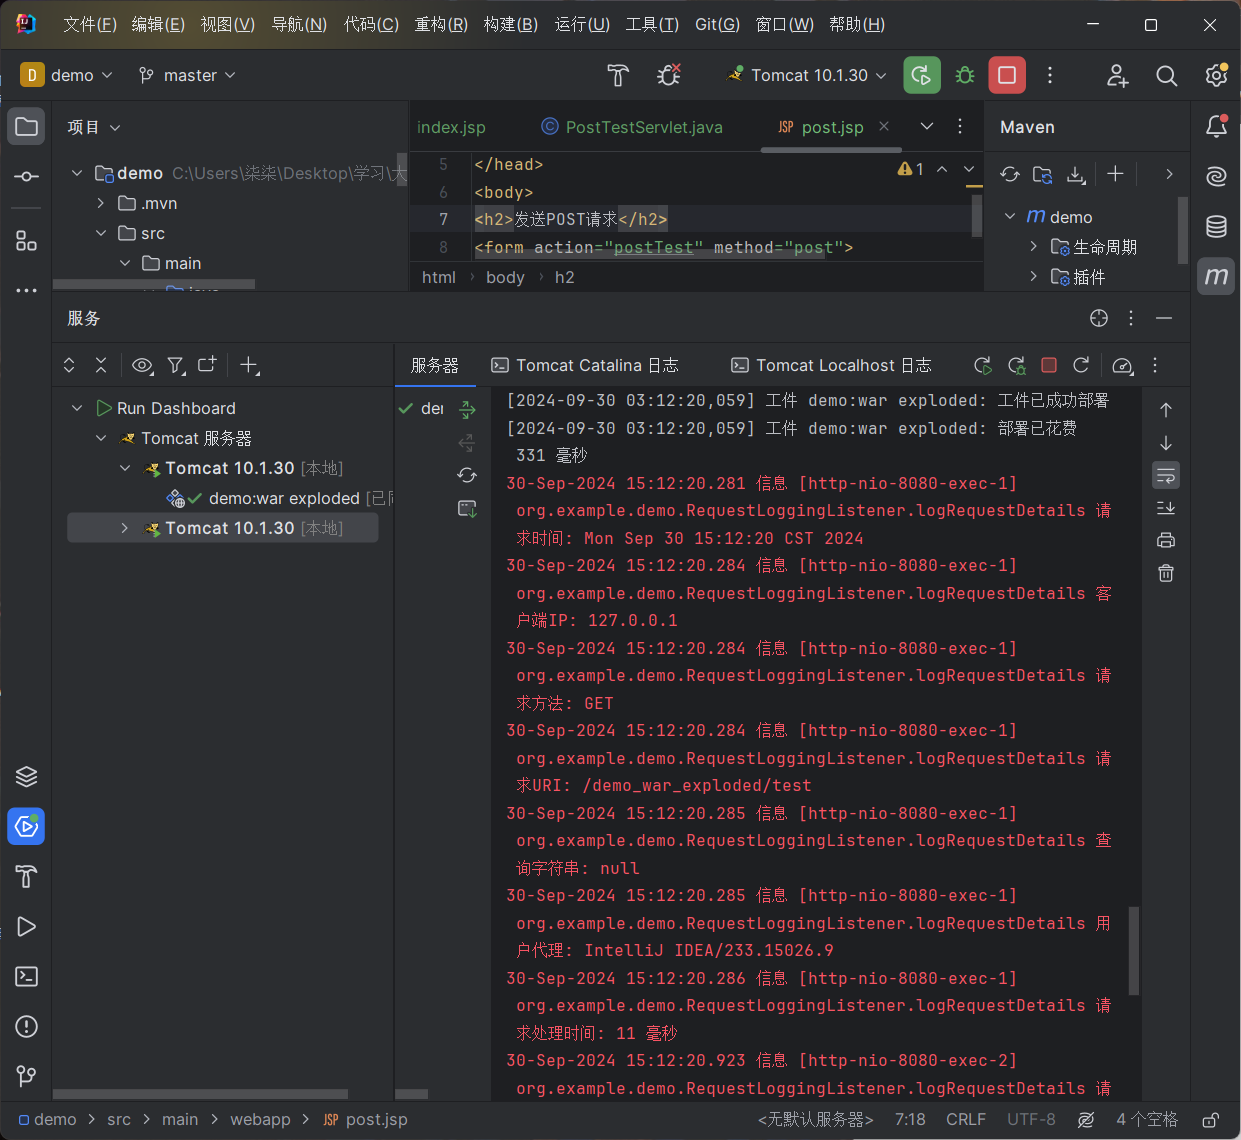 文件(F) 编辑(E) 视图(V) 导航(N) 代码(C) 重构(R) 构建(B) 运行(U) 工具(T) Git(G) 窗口(W) 帮助(H)
D demo master Tomcat 10.1.30
项目
index.jsp PostTestServlet.java JSP post.jsp
Maven
demo C:\Users\柒柒\Desktop\学习\大
.mvn
src
main
5 </head>
6 <body>
7 <h2>发送POST请求</h2>
8 <form action="postTest" method="post">
1
html body h2
m demo
生命周期
插件
m
服务
服务器 Tomcat Catalina 日志 Tomcat Localhost 日志
Run Dashboard
Tomcat 服务器
Tomcat 10.1.30 [本地]
demo:war exploded
Tomcat 10.1.30 [本地]
[2024-09-30 03:12:20,059] 工件 demo:war exploded: 工件已成功部署
[2024-09-30 03:12:20,059] 工件 demo:war exploded: 部署已花费
331 毫秒
30-Sep-2024 15:12:20.281 信息 [http-nio-8080-exec-1]
org.example.demo.RequestLoggingListener.logRequestDetails 请
求时间: Mon Sep 30 15:12:20 CST 2024
30-Sep-2024 15:12:20.284 信息 [http-nio-8080-exec-1]
org.example.demo.RequestLoggingListener.logRequestDetails 客
户端IP: 127.0.0.1
30-Sep-2024 15:12:20.284 信息 [http-nio-8080-exec-1]
org.example.demo.RequestLoggingListener.logRequestDetails 请
求方法: GET
30-Sep-2024 15:12:20.284 信息 [http-nio-8080-exec-1]
org.example.demo.RequestLoggingListener.logRequestDetails 请
求URI: /demo_war_exploded/test
30-Sep-2024 15:12:20.285 信息 [http-nio-8080-exec-1]
org.example.demo.RequestLoggingListener.logRequestDetails 查
询字符串: null
30-Sep-2024 15:12:20.285 信息 [http-nio-8080-exec-1]
org.example.demo.RequestLoggingListener.logRequestDetails 用
户代理: IntelliJ IDEA/233.15026.9
30-Sep-2024 15:12:20.286 信息 [http-nio-8080-exec-1]
org.example.demo.RequestLoggingListener.logRequestDetails 请
求处理时间: 11 毫秒
30-Sep-2024 15:12:20.923 信息 [http-nio-8080-exec-2]
org.example.demo.RequestLoggingListener.logRequestDetails 请
demo > src > main > webapp > JSP post.jsp
<无默认服务器> 7:18 CRLF UTF-8 4 个空格